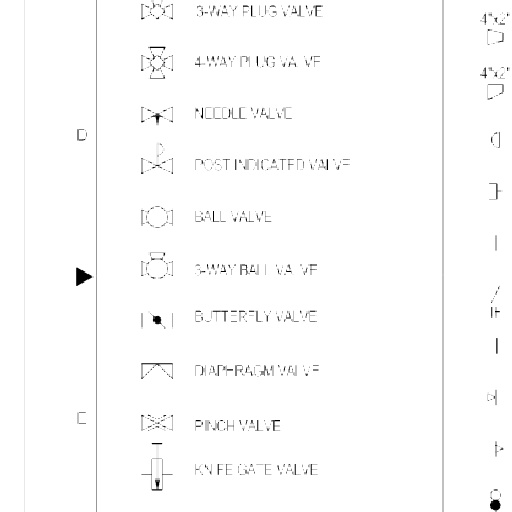 3-WAY PLUG VALVE
4-WAY PLUG VALVE
NEEDLE VALVE
D
POST INDICATED VALVE
BALL VALVE
3-WAY BALL VALVE
BUTTERFLY VALVE
DIAPHRAGM VALVE
C
PINCH VALVE
KNIFE GATE VALVE
4"x2"
4"x2"